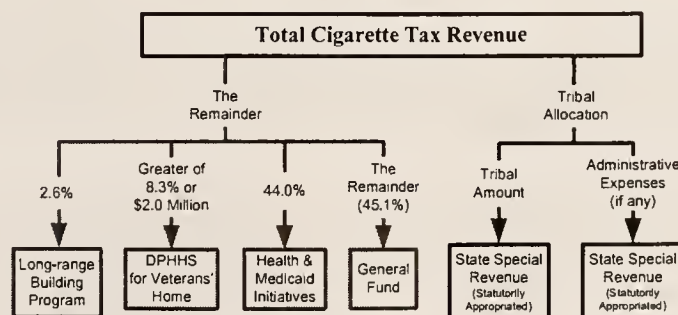 Total Cigarette Tax Revenue
The
Remainder
Tribal
Allocation
2.6%
Greater of
8.3% or
$2.0 Million
44.0%
The
Remainder
(45.1%)
Tribal
Amount
Administrative
Expenses
(if any)
Long-range
Building
Program
DPHHS
for Veterans'
Home
Health &
Medicaid
Initiatives
General
Fund
State Special
Revenue
(Statutorily
Appropriated)
State Special
Revenue
(Statutorily
Appropriated)